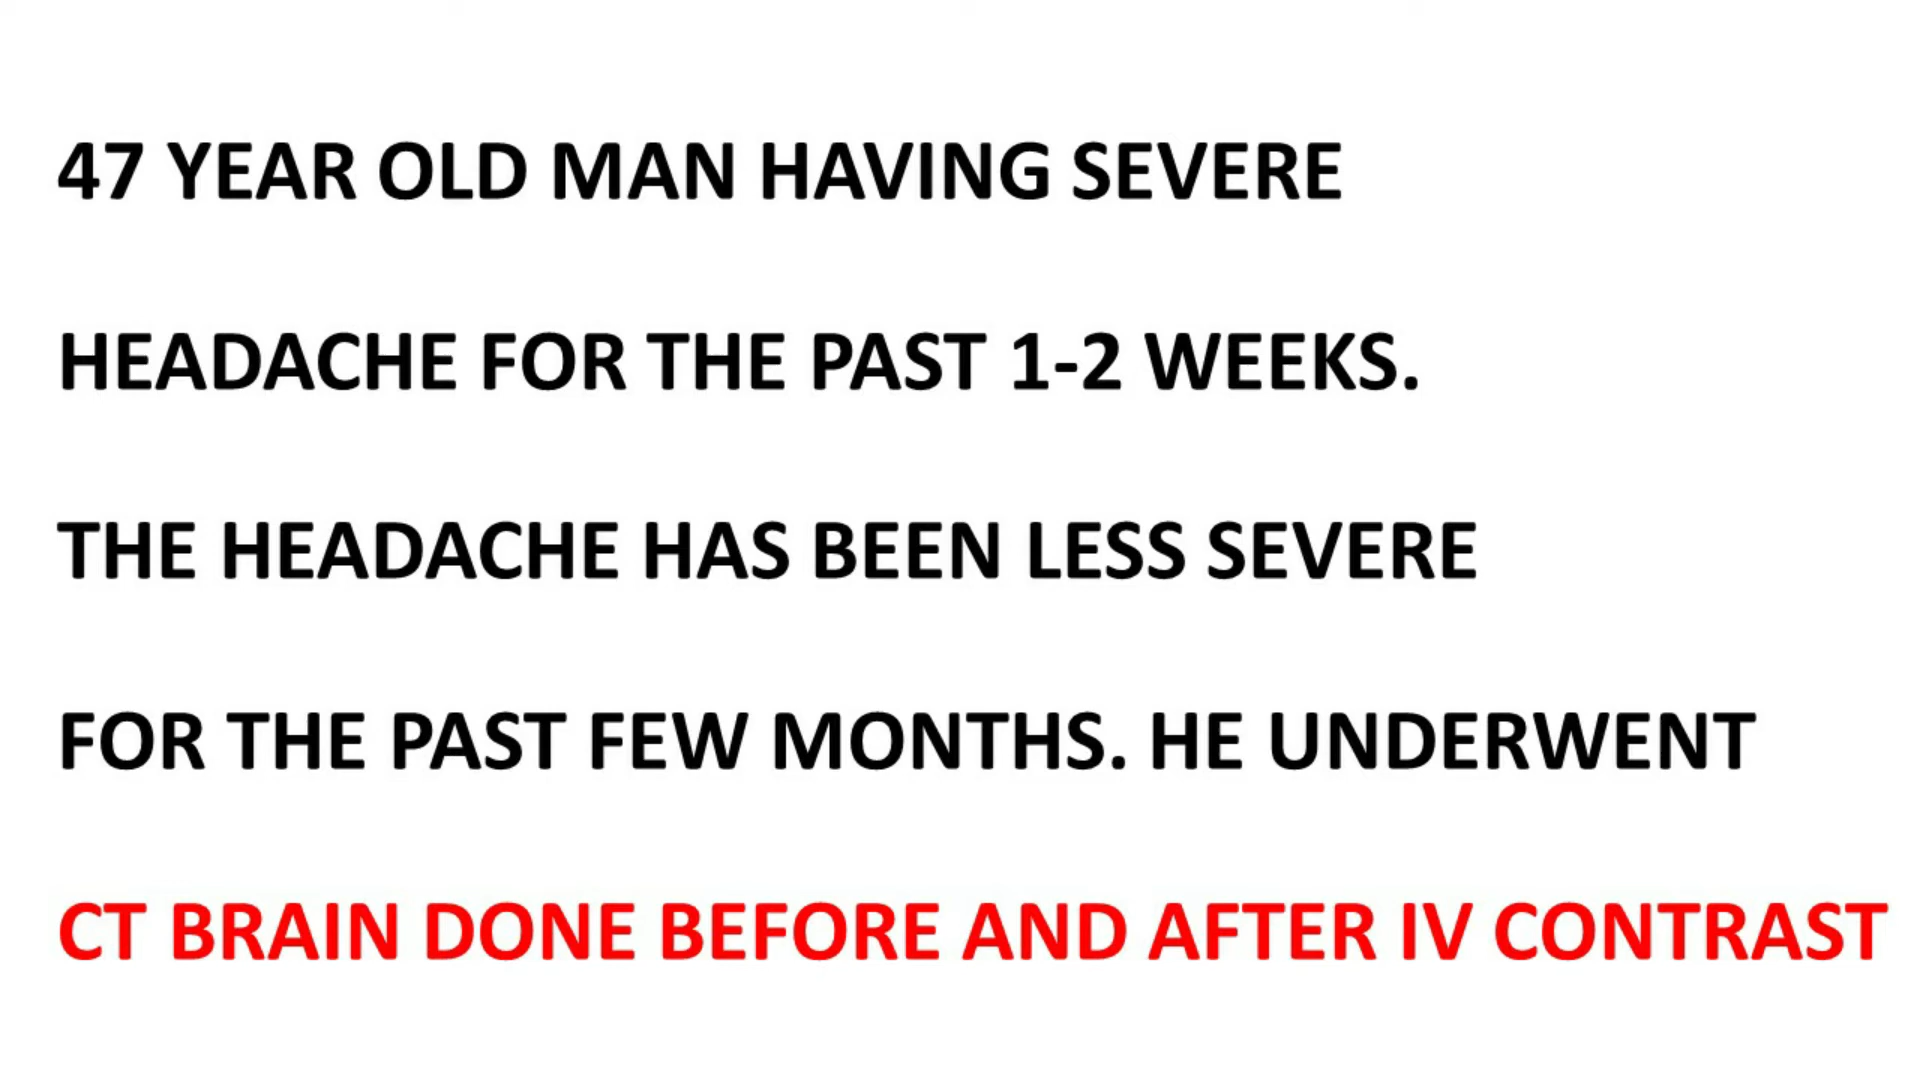 47 YEAR OLD MAN HAVING SEVERE
HEADACHE FOR THE PAST 1-2 WEEKS.
THE HEADACHE HAS BEEN LESS SEVERE
FOR THE PAST FEW MONTHS. HE UNDERWENT
CT BRAIN DONE BEFORE AND AFTER IV CONTRAST